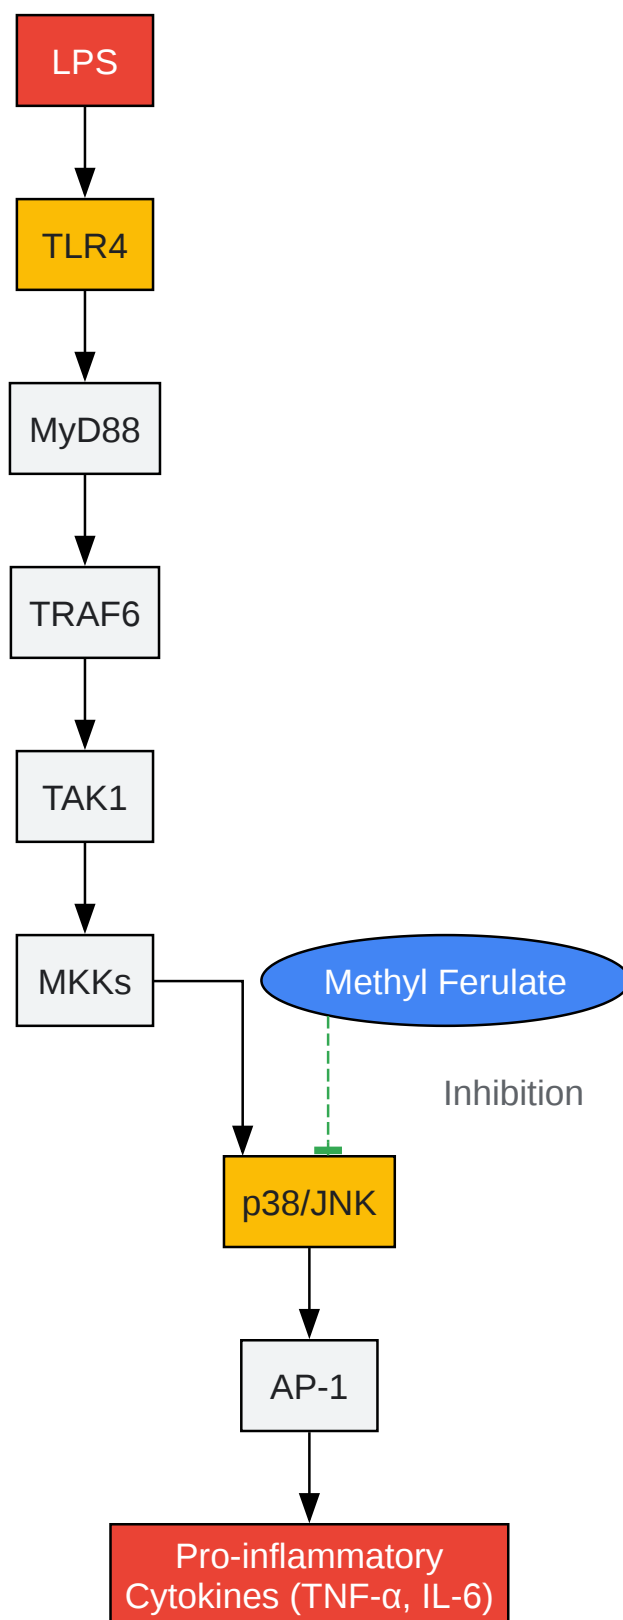 LPS
TLR4
MyD88
TRAF6
TAK1
MKKs
Methyl Ferulate
Inhibition
p38/JNK
AP-1
Pro-inflammatory
Cytokines (TNF-α, IL-6)